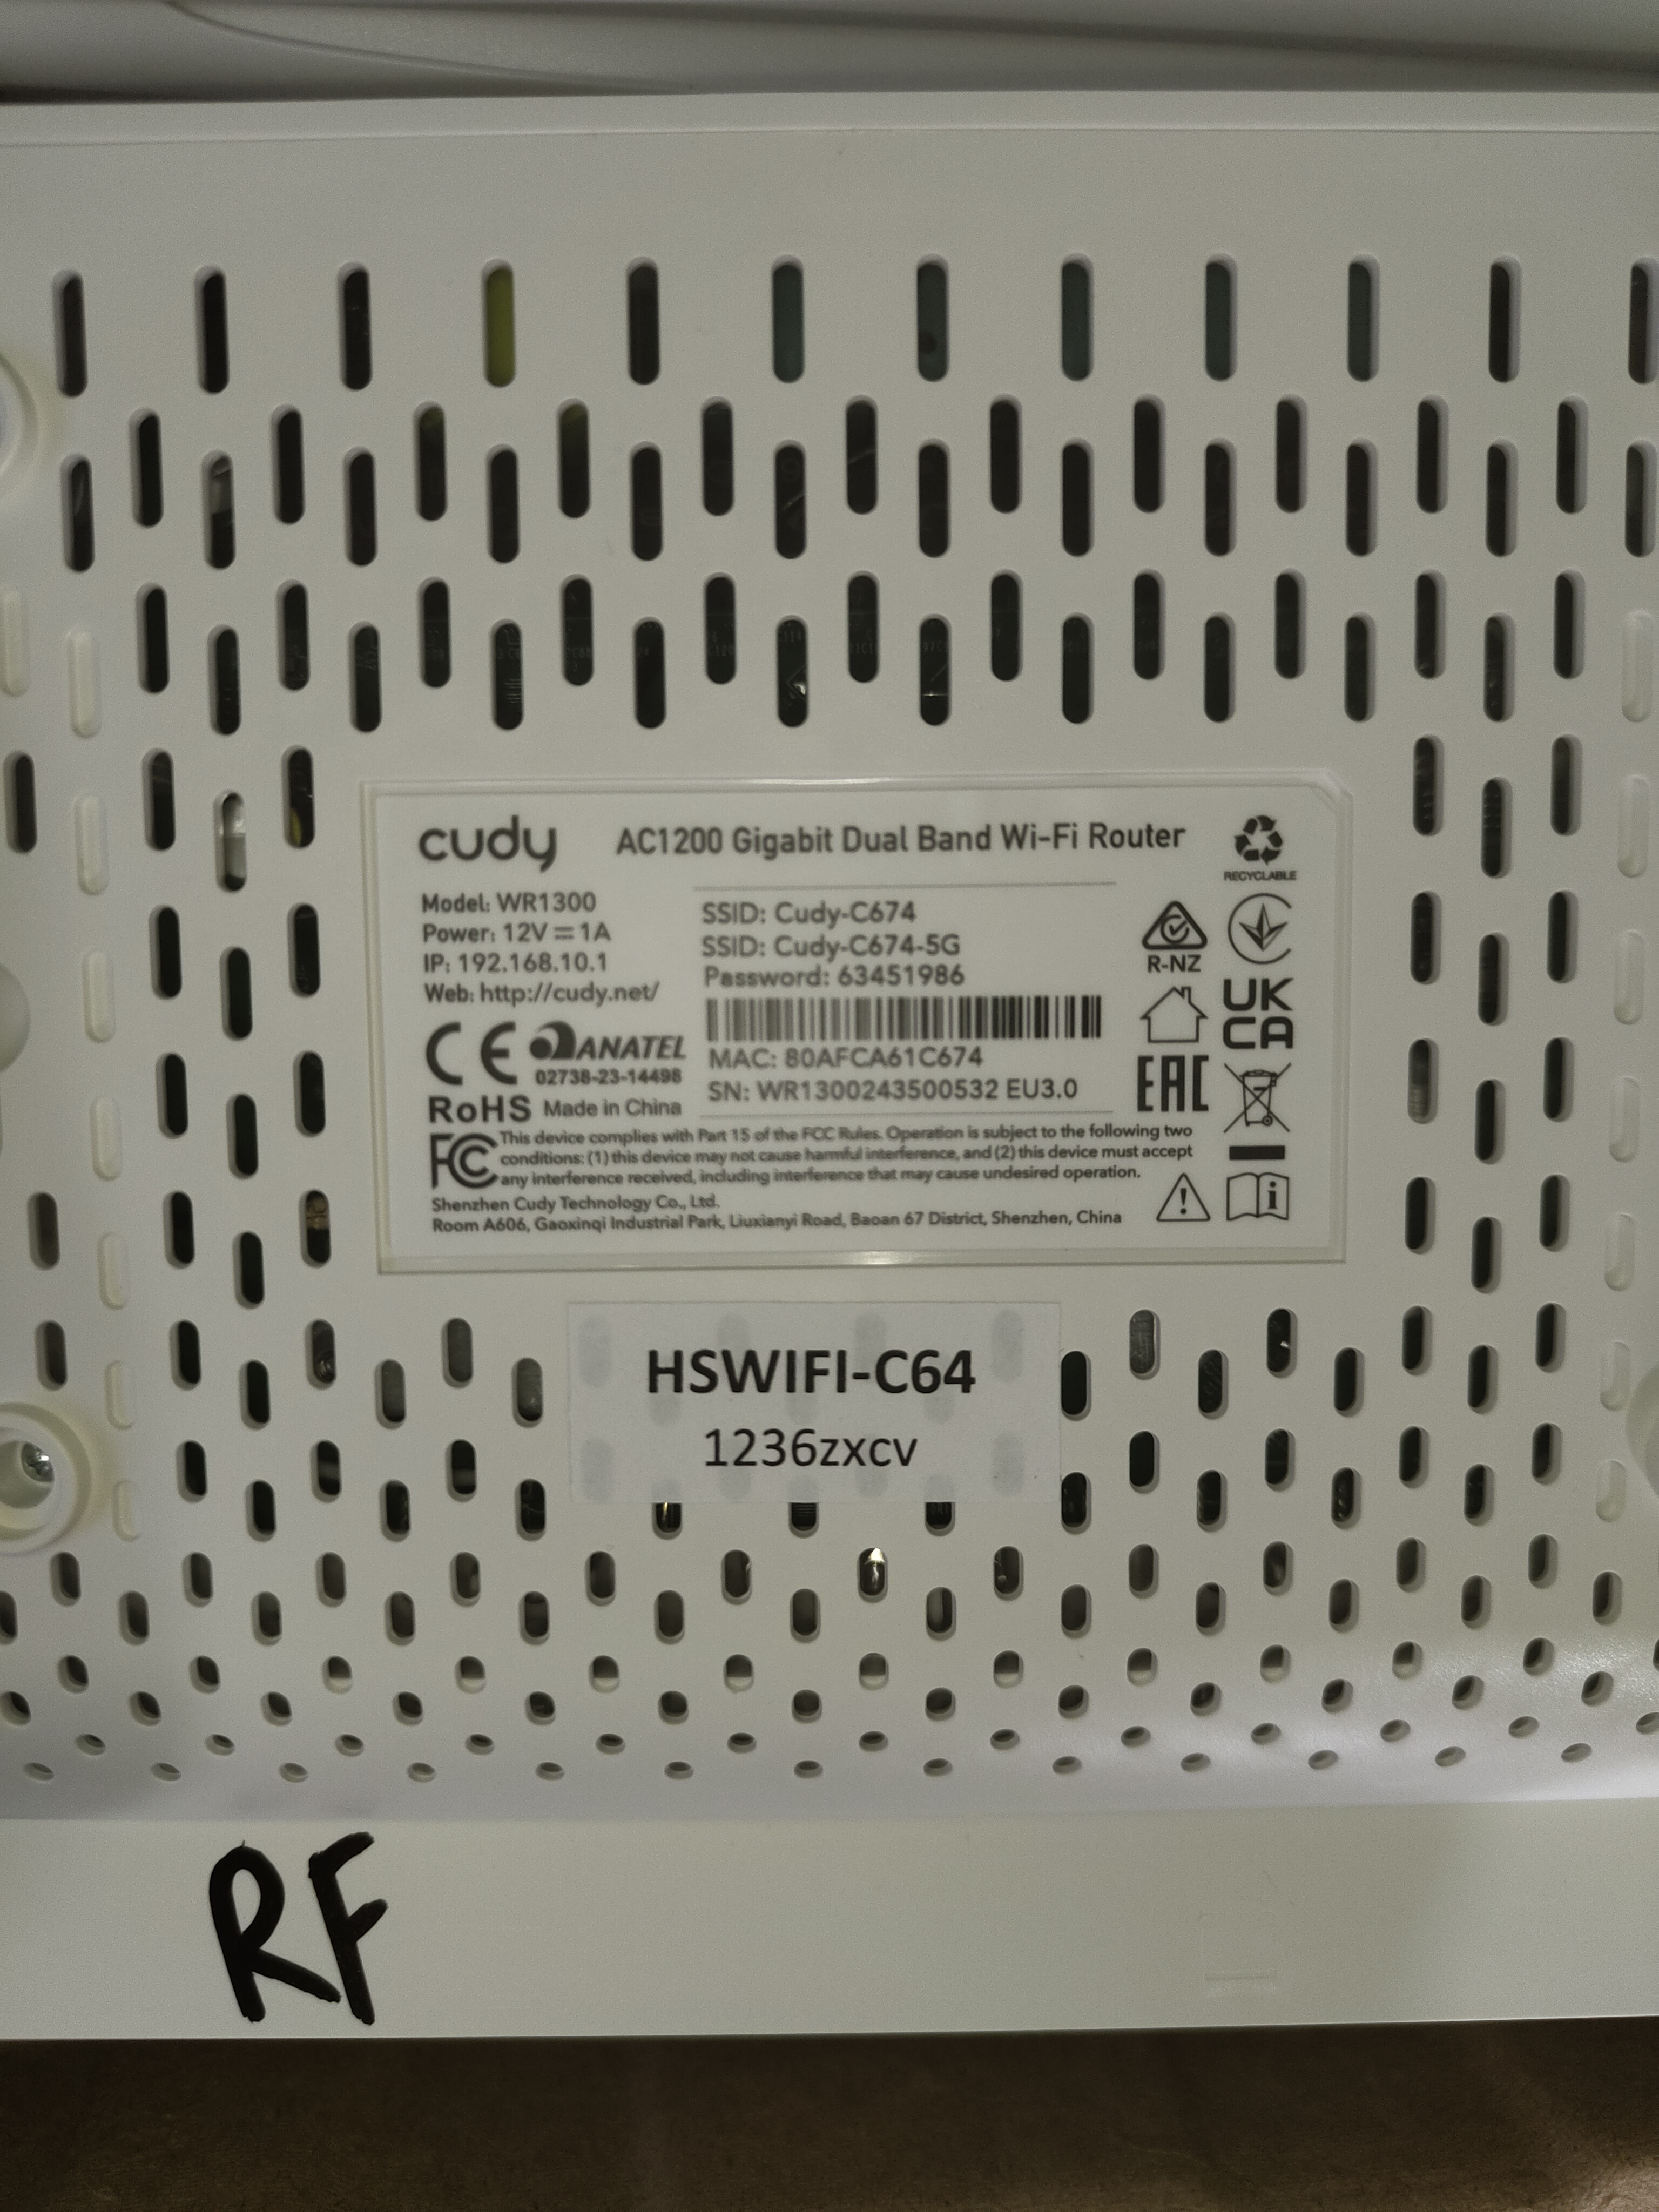 cudy AC1200 Gigabit Dual Band Wi-Fi Router
RECYCLABLE
Model: WR1300
Power: 12V⎓1A
IP: 192.168.10.1
Web: http://cudy.net/
SSID: Cudy-C674
SSID: Cudy-C674-5G
Password: 63451986
R-NZ
UK
CA
CE ANATEL
02738-23-14498
MAC: 80AFCA61C674
SN: WR1300243500532 EU3.0
EAC
RoHS Made in China
FC This device complies with Part 15 of the FCC Rules. Operation is subject to the following two
conditions: (1) this device may not cause harmful interference, and (2) this device must accept
any interference received, including interference that may cause undesired operation.
Shenzhen Cudy Technology Co., Ltd.
Room A606, Gaoxinqi Industrial Park, Liuxianyi Road, Baoan 67 District, Shenzhen, China
HSWIFI-C64
1236zxcv
RF